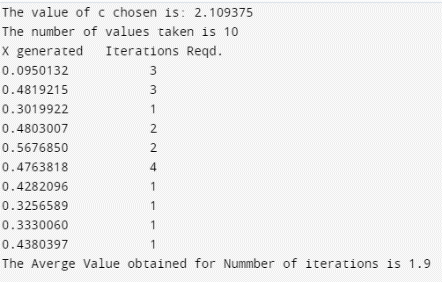 The value of c chosen is: 2.109375
The number of values taken is 10
X generated Iterations Reqd.
0.0950132 3
0.4819215 3
0.3019922 1
0.4803007 2
0.5676850 2
0.4763818 4
0.4282096 1
0.3256589 1
0.3330060 1
0.4380397 1
The Averge Value obtained for Nummber of iterations is 1.9